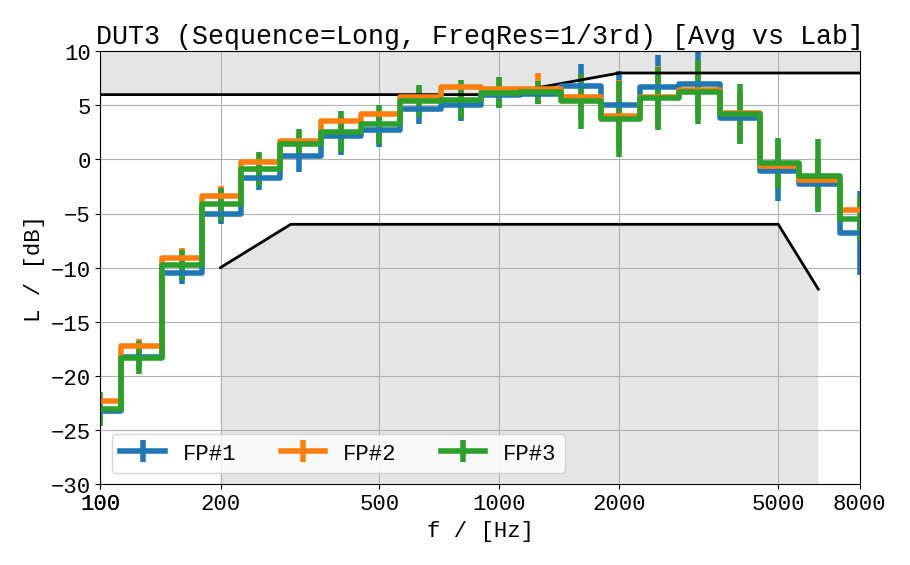 DUT3 (Sequence=Long, FreqRes=1/3rd) [Avg vs Lab]
10
5
0
−5
−10
−15
−20
−25
−30
L / [dB]
FP#1 FP#2 FP#3
100 200 500 1000 2000 5000 8000
f / [Hz]